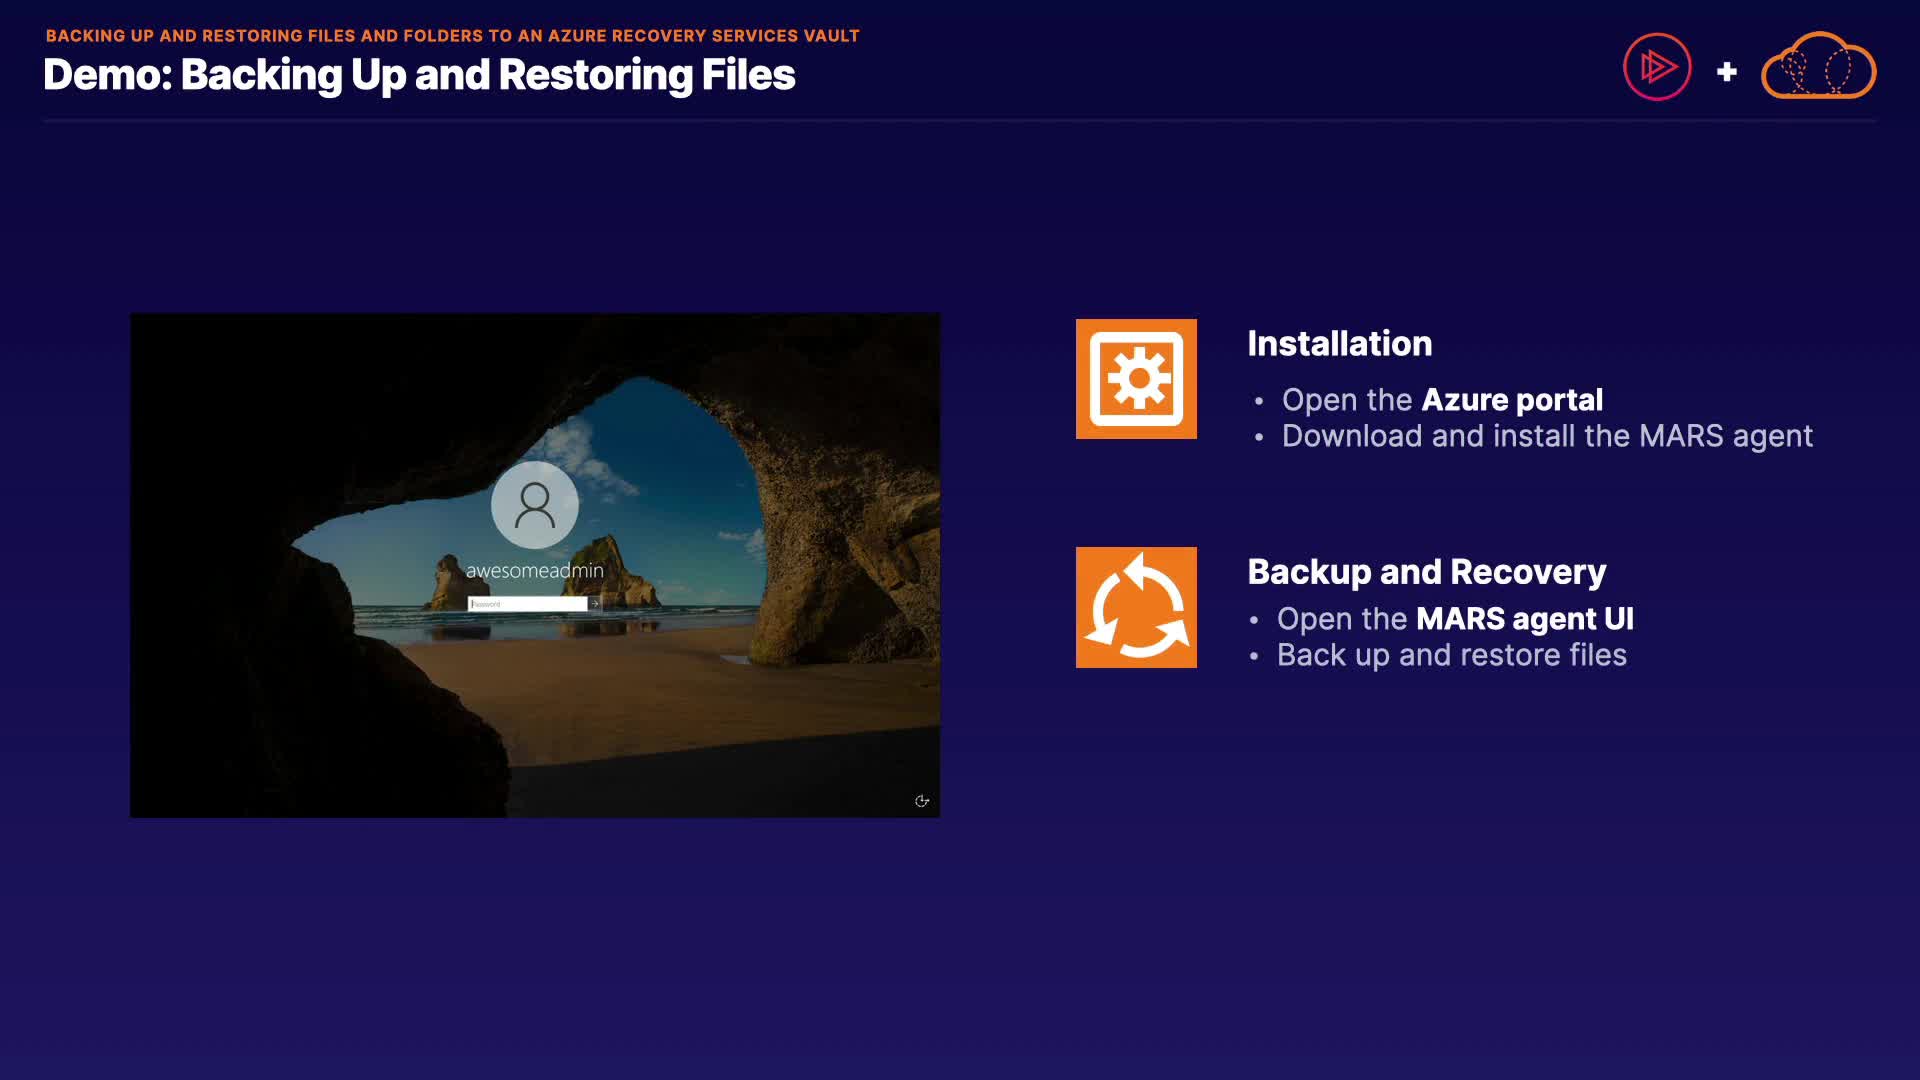 BACKING UP AND RESTORING FILES AND FOLDERS TO AN AZURE RECOVERY SERVICES VAULT
Demo: Backing Up and Restoring Files
awesomeadmin
Password
Installation
• Open the Azure portal
• Download and install the MARS agent
Backup and Recovery
• Open the MARS agent UI
• Back up and restore files